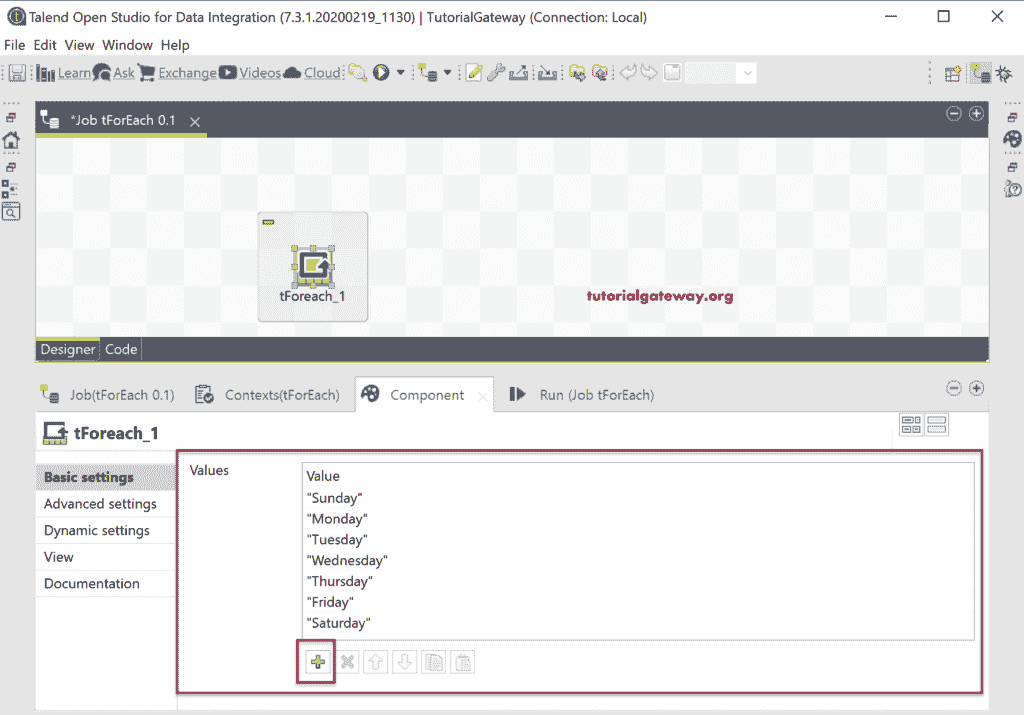 Talend Open Studio for Data Integration (7.3.1.20200219_1130) | TutorialGateway (Connection: Local)
File Edit View Window Help
Learn Ask Exchange Videos Cloud
*Job tForEach 0.1
tForeach_1
tutorialgateway.org
Designer Code
Job(tForEach 0.1) Contexts(tForEach) Component Run (Job tForEach)
tForeach_1
Basic settings
Advanced settings
Dynamic settings
View
Documentation
Values
Value
"Sunday"
"Monday"
"Tuesday"
"Wednesday"
"Thursday"
"Friday"
"Saturday"